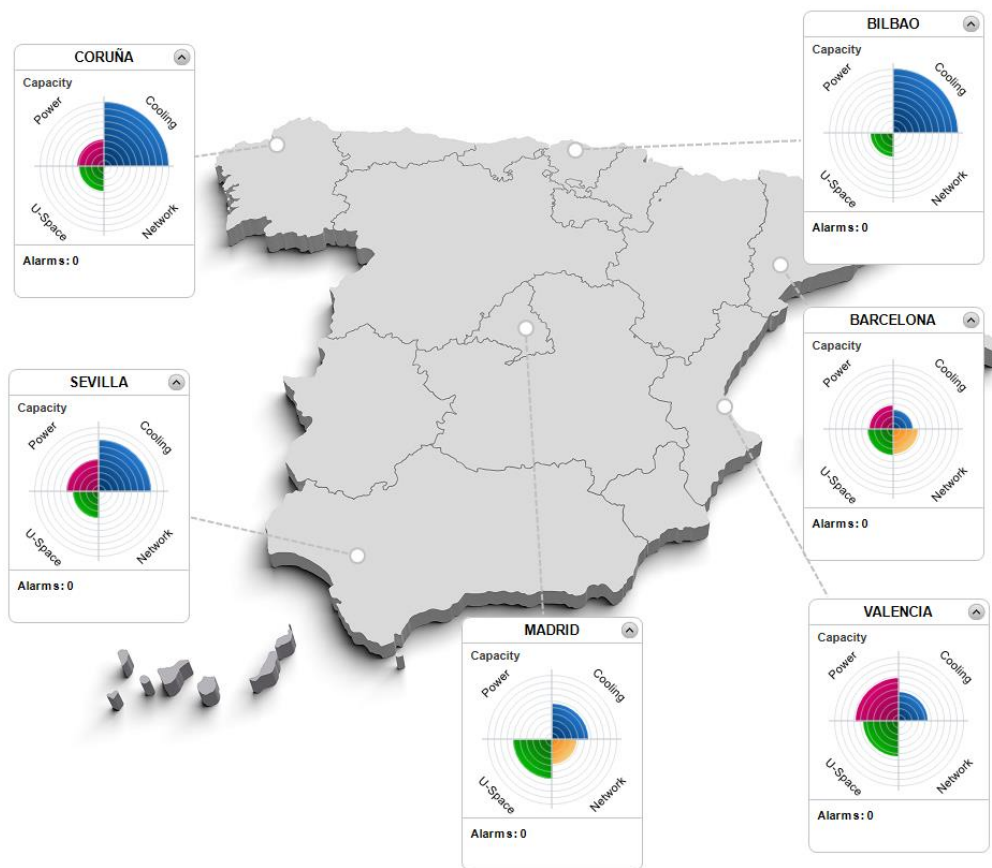 CORUÑA
Capacity
Power
Cooling
U-Space
Network
Alarms: 0
BILBAO
Capacity
Power
Cooling
U-Space
Network
Alarms: 0
BARCELONA
Capacity
Power
Cooling
U-Space
Network
Alarms: 0
SEVILLA
Capacity
Power
Cooling
U-Space
Network
Alarms: 0
MADRID
Capacity
Power
Cooling
U-Space
Network
Alarms: 0
VALENCIA
Capacity
Power
Cooling
U-Space
Network
Alarms: 0